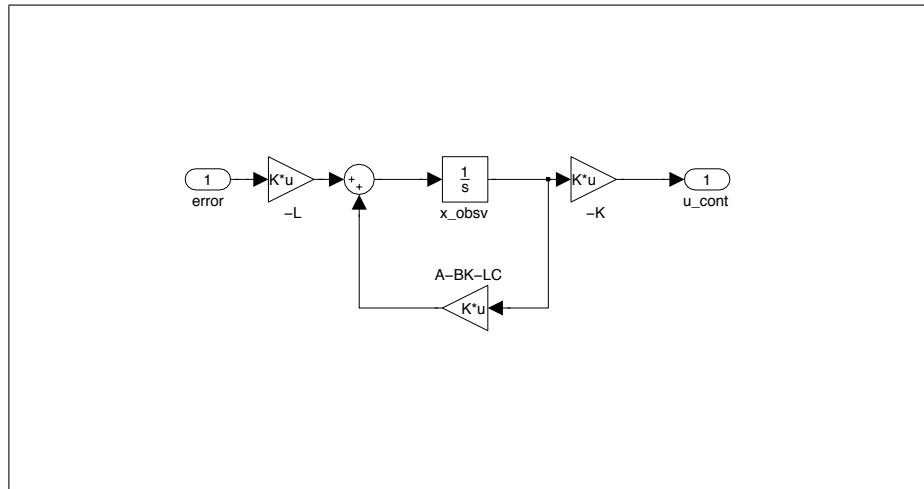 1
error
K*u
−L
+
+
1
s
x_obsv
K*u
−K
1
u_cont
A−BK−LC
K*u